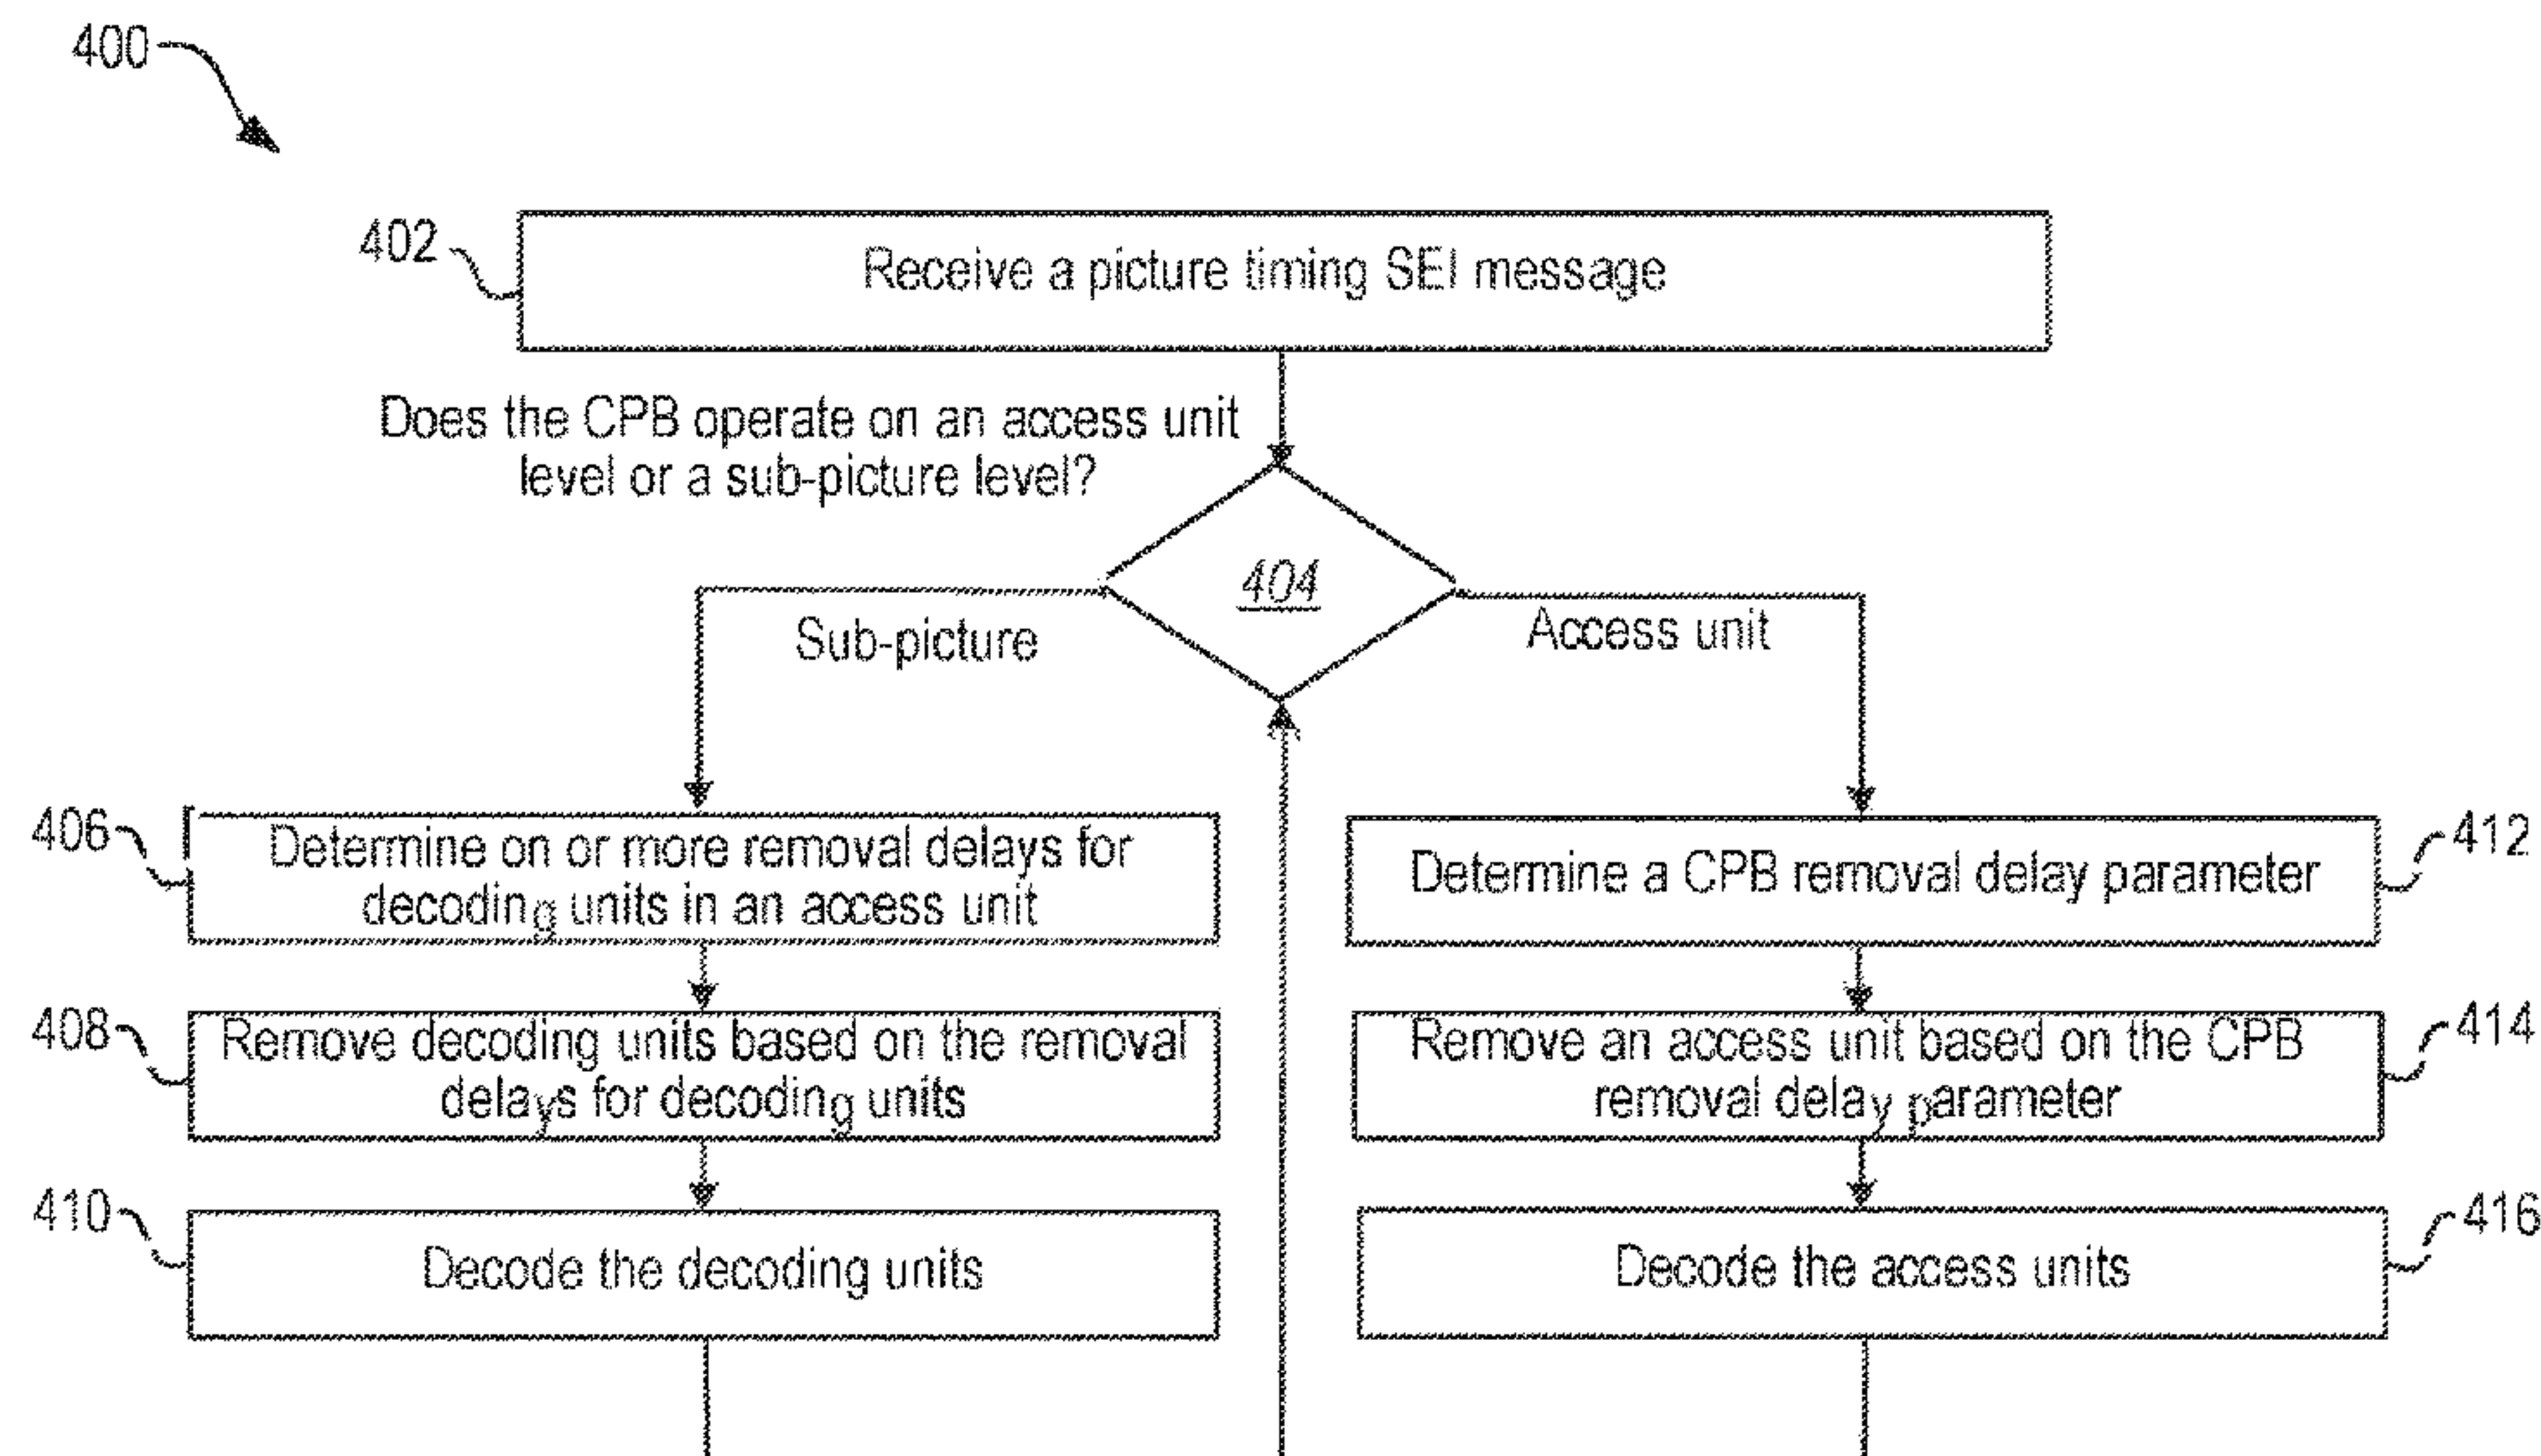 400
402
Receive a picture timing SEI message
Does the CPB operate on an access unit
level or a sub-picture level?
404
Sub-picture
Access unit
406
Determine on or more removal delays for
decoding units in an access unit
412
Determine a CPB removal delay parameter
408
Remove decoding units based on the removal
delays for decoding units
414
Remove an access unit based on the CPB
removal delay parameter
410
Decode the decoding units
416
Decode the access units